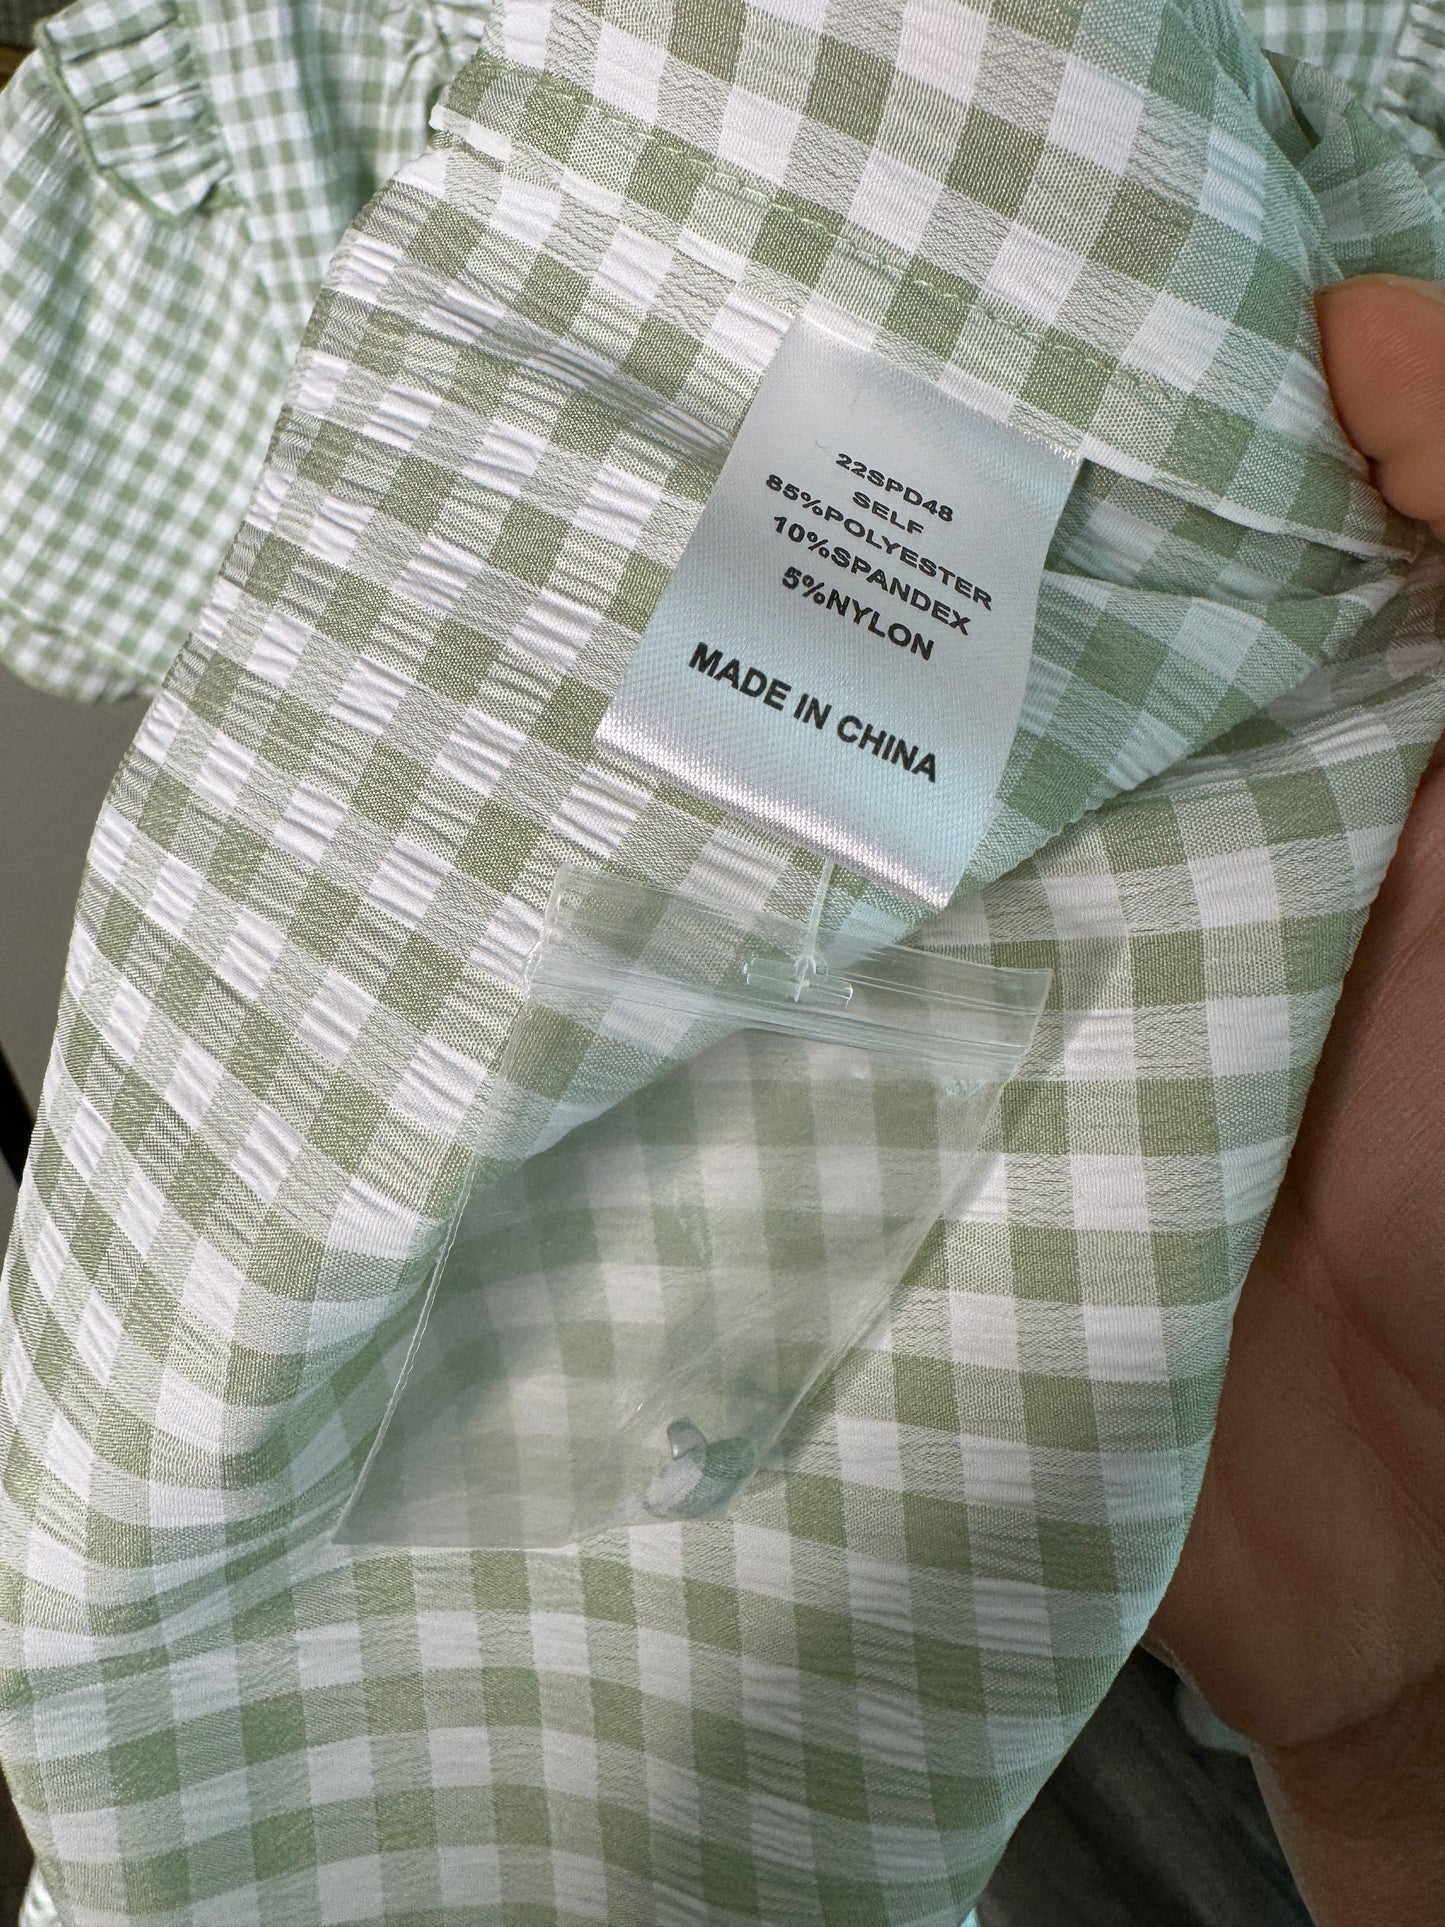 22SPD48
SELF
85%POLYESTER
10%SPANDEX
5%NYLON
MADE IN CHINA